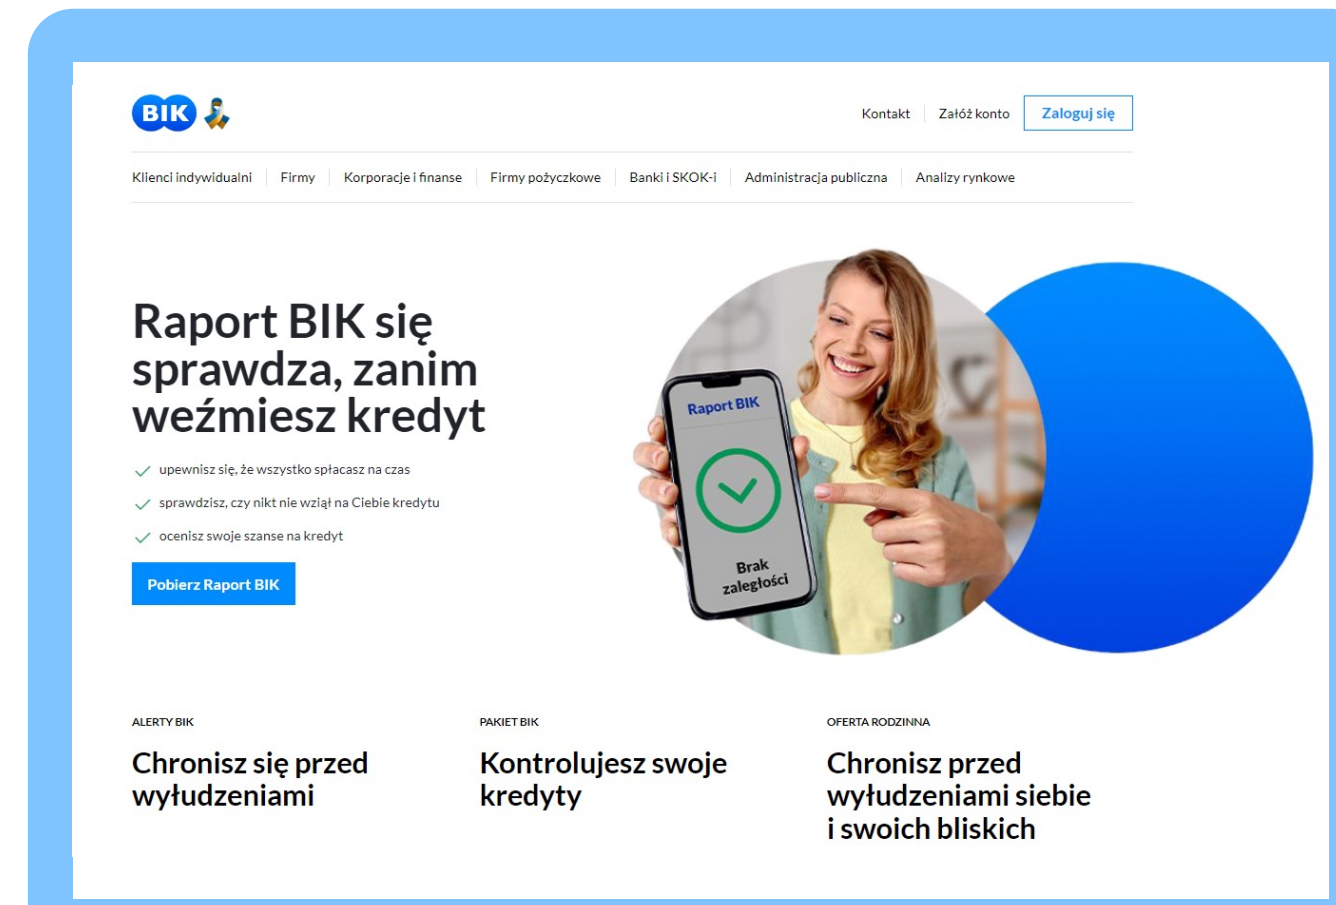 BIK
Kontakt
Załóż konto
Zaloguj się
Klienci indywidualni
Firmy
Korporacje i finanse
Firmy pożyczkowe
Banki i SKOK-i
Administracja publiczna
Analizy rynkowe
Raport BIK się
sprawdza, zanim
weźmiesz kredyt
upewnisz się, że wszystko spłacasz na czas
sprawdzisz, czy nikt nie wziął na Ciebie kredytu
ocenisz swoje szanse na kredyt
Pobierz Raport BIK
Raport BIK
Brak
zaległości
ALERTY BIK
Chronisz się przed
wyłudzeniami
PAKIET BIK
Kontrolujesz swoje
kredyty
OFERTA RODZINNA
Chronisz przed
wyłudzeniami siebie
i swoich bliskich